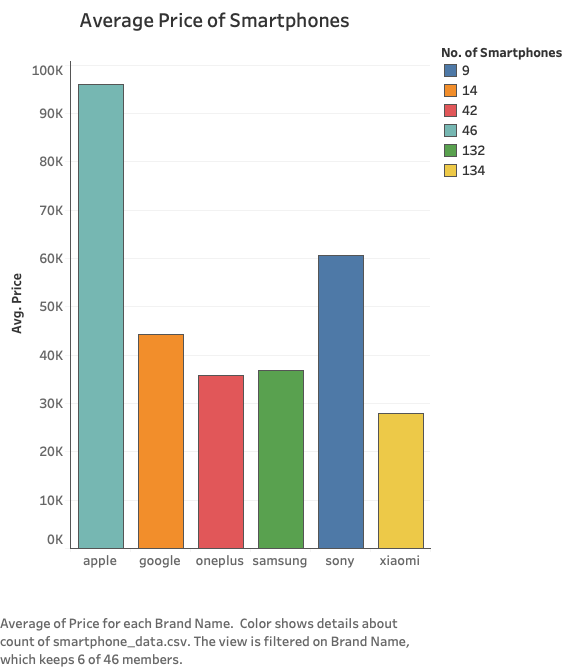 Average Price of Smartphones
No. of Smartphones
9
14
42
46
132
134
100K
90K
80K
70K
60K
50K
40K
30K
20K
10K
0K
Avg. Price
apple google oneplus samsung sony xiaomi
Average of Price for each Brand Name.  Color shows details about
count of smartphone_data.csv. The view is filtered on Brand Name,
which keeps 6 of 46 members.